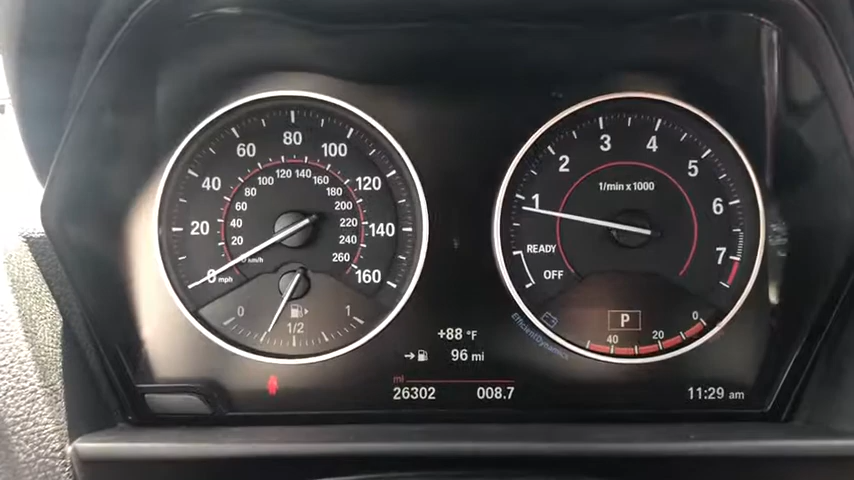 20 40 60 80 100 120 140 160
20 40 60 80 100 120 140 160 180 200 220 240 260
0 mph
km/h
0 1/2 1
1 2 3 4 5 6 7
1/min x 1000
READY
OFF
P
40 20 0
EfficientDynamics
+88 °F
96 mi
mi
26302 008.7
11:29 am